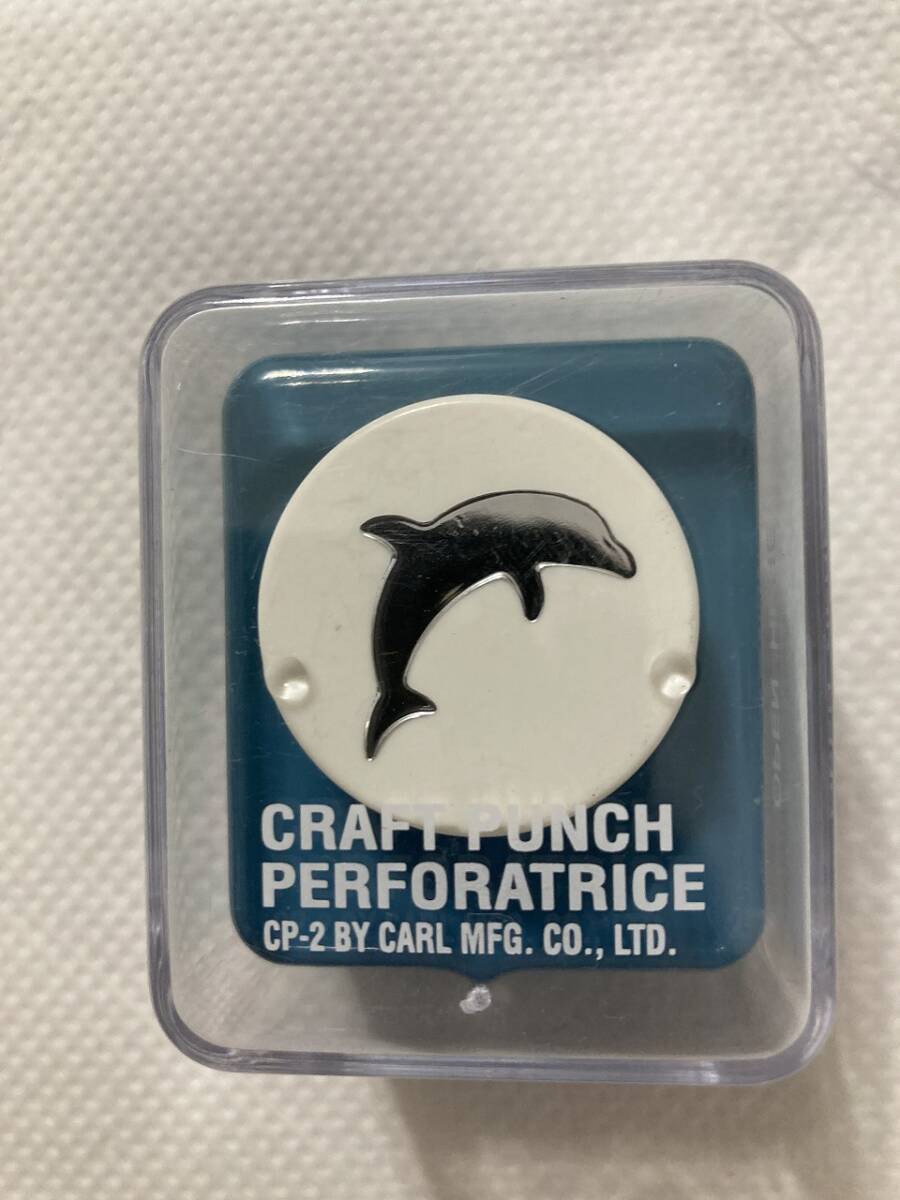 CRAFT PUNCH
PERFORATRICE
CP-2 BY CARL MFG. CO., LTD.